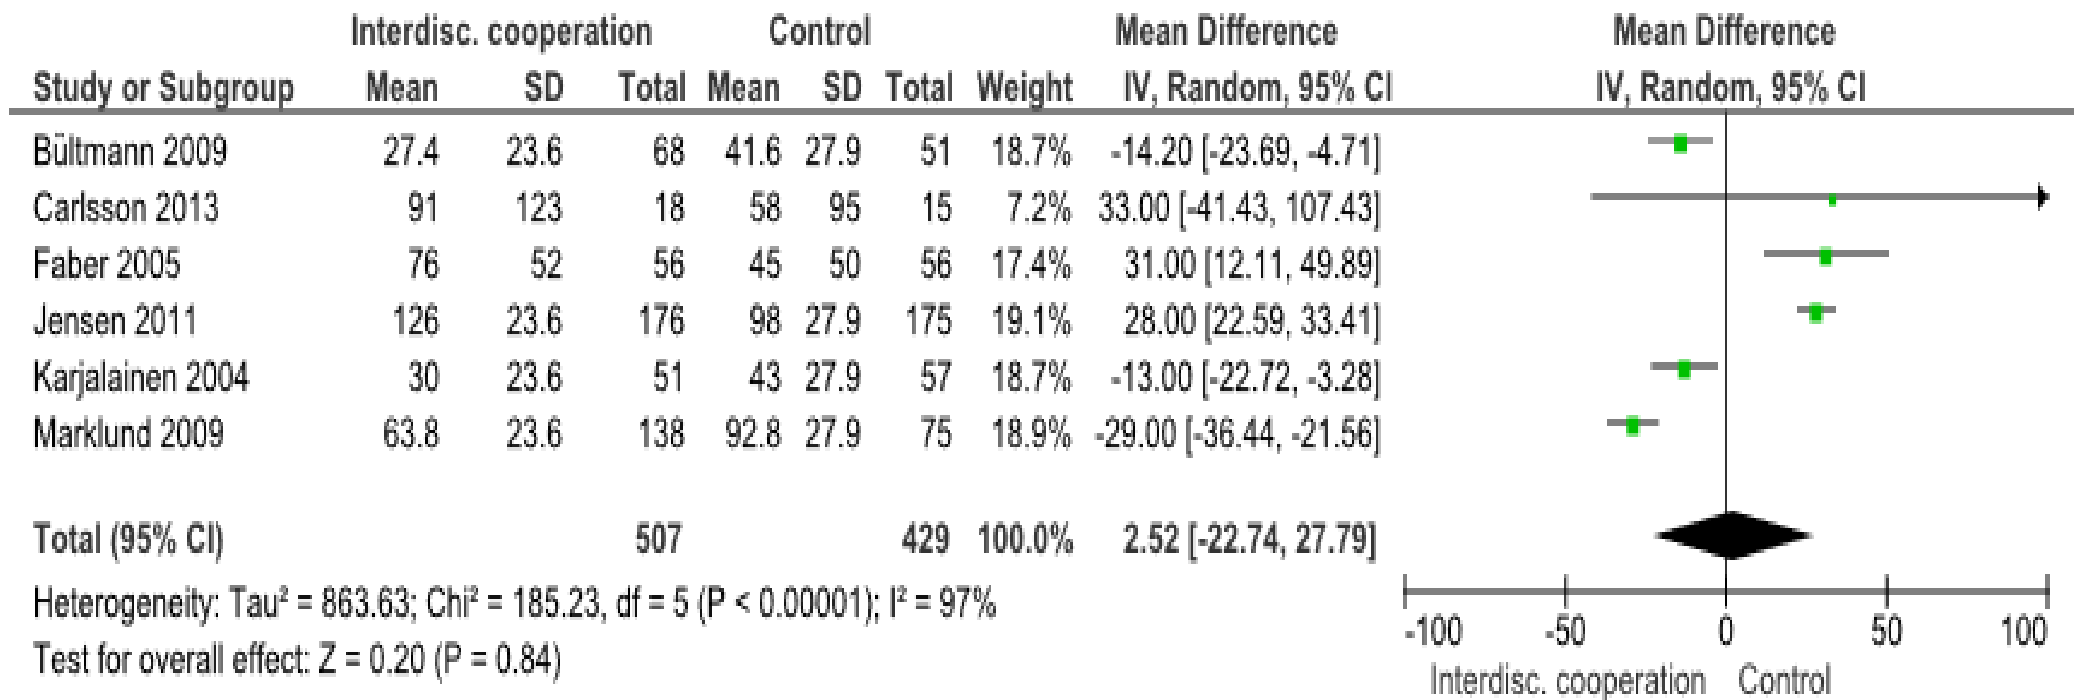 Interdisc. cooperation Control Mean Difference Mean Difference
Study or Subgroup Mean SD Total Mean SD Total Weight IV, Random, 95% CI IV, Random, 95% CI
Bültmann 2009 27.4 23.6 68 41.6 27.9 51 18.7% -14.20 [-23.69, -4.71]
Carlsson 2013 91 123 18 58 95 15 7.2% 33.00 [-41.43, 107.43]
Faber 2005 76 52 56 45 50 56 17.4% 31.00 [12.11, 49.89]
Jensen 2011 126 23.6 176 98 27.9 175 19.1% 28.00 [22.59, 33.41]
Karjalainen 2004 30 23.6 51 43 27.9 57 18.7% -13.00 [-22.72, -3.28]
Marklund 2009 63.8 23.6 138 92.8 27.9 75 18.9% -29.00 [-36.44, -21.56]
Total (95% CI) 507 429 100.0% 2.52 [-22.74, 27.79]
Heterogeneity: Tau² = 863.63; Chi² = 185.23, df = 5 (P < 0.00001); I² = 97%
Test for overall effect: Z = 0.20 (P = 0.84)
-100 -50 0 50 100
Interdisc. cooperation Control